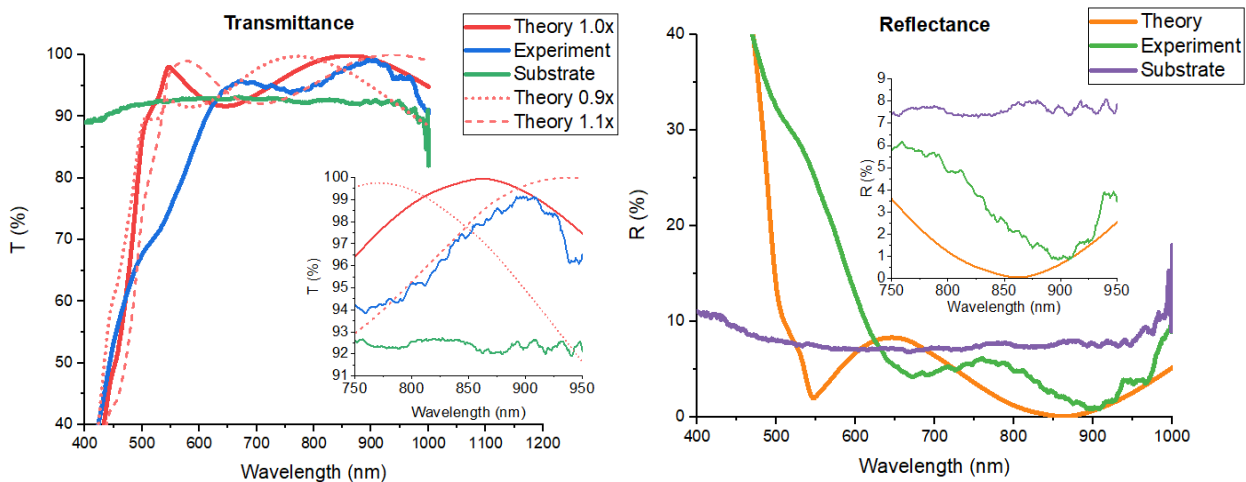 Transmittance
Theory 1.0x
Experiment
Substrate
Theory 0.9x
Theory 1.1x
T (%)
100
90
80
70
60
50
40
400 500 600 700 800 900 1000 1100 1200
Wavelength (nm)
T (%)
100
99
98
97
96
95
94
93
92
91
750 800 850 900 950
Wavelength (nm)
Reflectance
Theory
Experiment
Substrate
R (%)
40
30
20
10
0
400 500 600 700 800 900 1000
Wavelength (nm)
R (%)
9
8
7
6
5
4
3
2
1
0
750 800 850 900 950
Wavelength (nm)